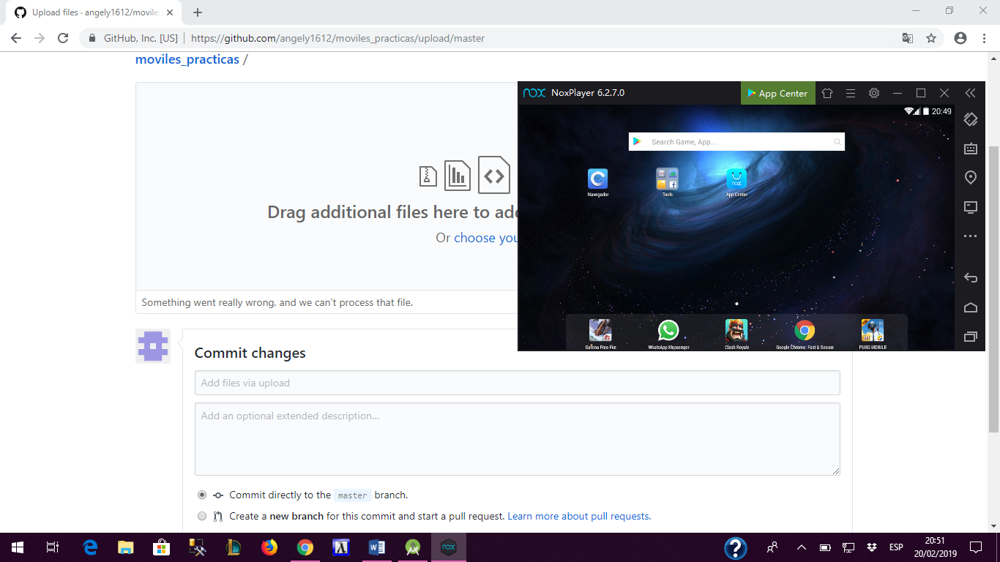 Upload files · angely1612/movile
GitHub, Inc. [US]
https://github.com/angely1612/moviles_practicas/upload/master
moviles_practicas /
nox NoxPlayer 6.2.7.0
App Center
20:49
Search Game, App...
Navegador
Tools
nox
App Center
Drag additional files here to add
Or choose you
Something went really wrong, and we can't process that file.
Garena Free Fire
WhatsApp Messenger
Clash Royale
Google Chrome: Fast & Secure
PUBG MOBILE
Commit changes
Add files via upload
Add an optional extended description...
Commit directly to the master branch.
Create a new branch for this commit and start a pull request. Learn more about pull requests.
nox
ESP
20:51
20/02/2019